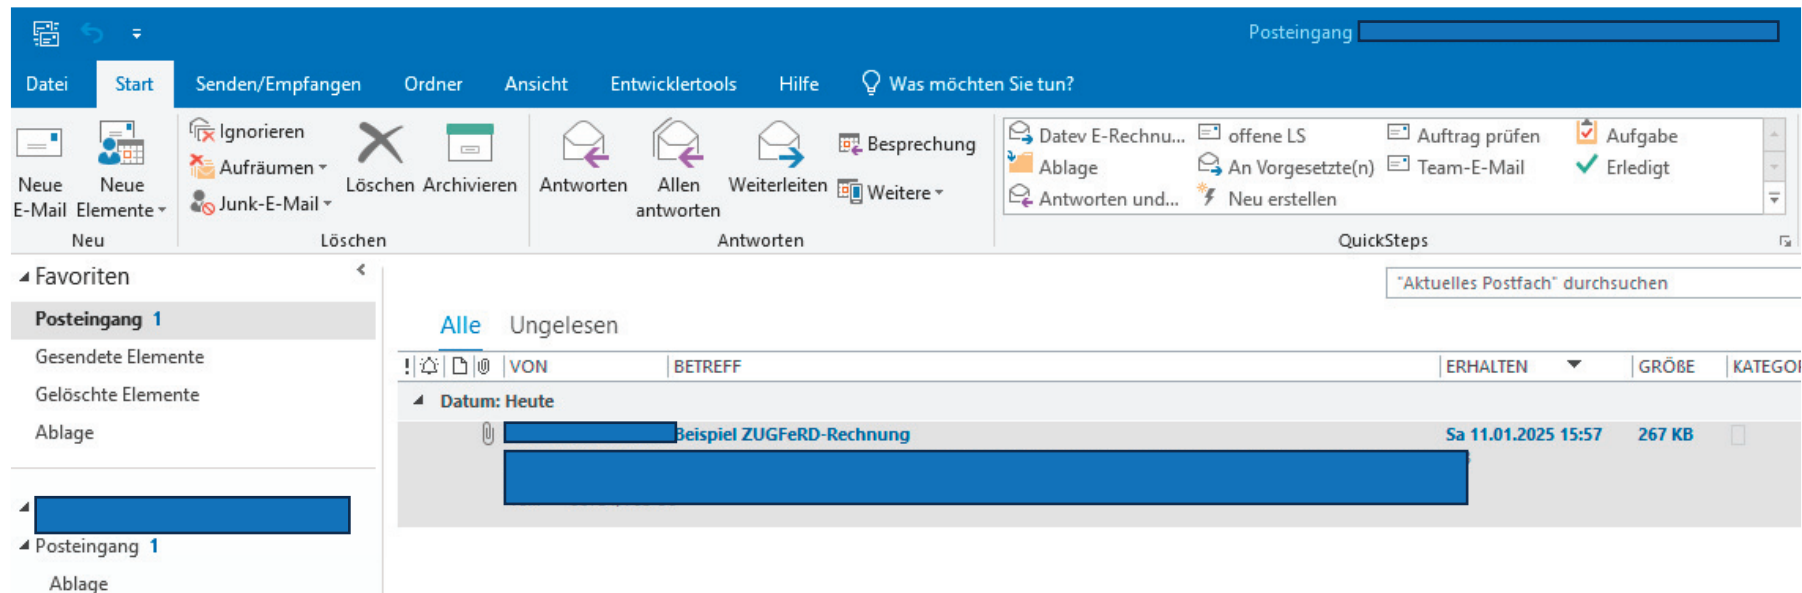 Posteingang
Datei Start Senden/Empfangen Ordner Ansicht Entwicklertools Hilfe Was möchten Sie tun?
Neue E-Mail
Neue Elemente
Neu
Ignorieren
Aufräumen
Junk-E-Mail
Löschen
Archivieren
Löschen
Antworten
Allen antworten
Weiterleiten
Besprechung
Weitere
Antworten
Datev E-Rechnu... offene LS Auftrag prüfen Aufgabe
Ablage An Vorgesetzte(n) Team-E-Mail Erledigt
Antworten und... Neu erstellen
QuickSteps
Favoriten
Posteingang 1
Gesendete Elemente
Gelöschte Elemente
Ablage
Posteingang 1
Ablage
"Aktuelles Postfach" durchsuchen
Alle Ungelesen
! VON BETREFF ERHALTEN GRÖßE KATEGOR
Datum: Heute
Beispiel ZUGFeRD-Rechnung Sa 11.01.2025 15:57 267 KB